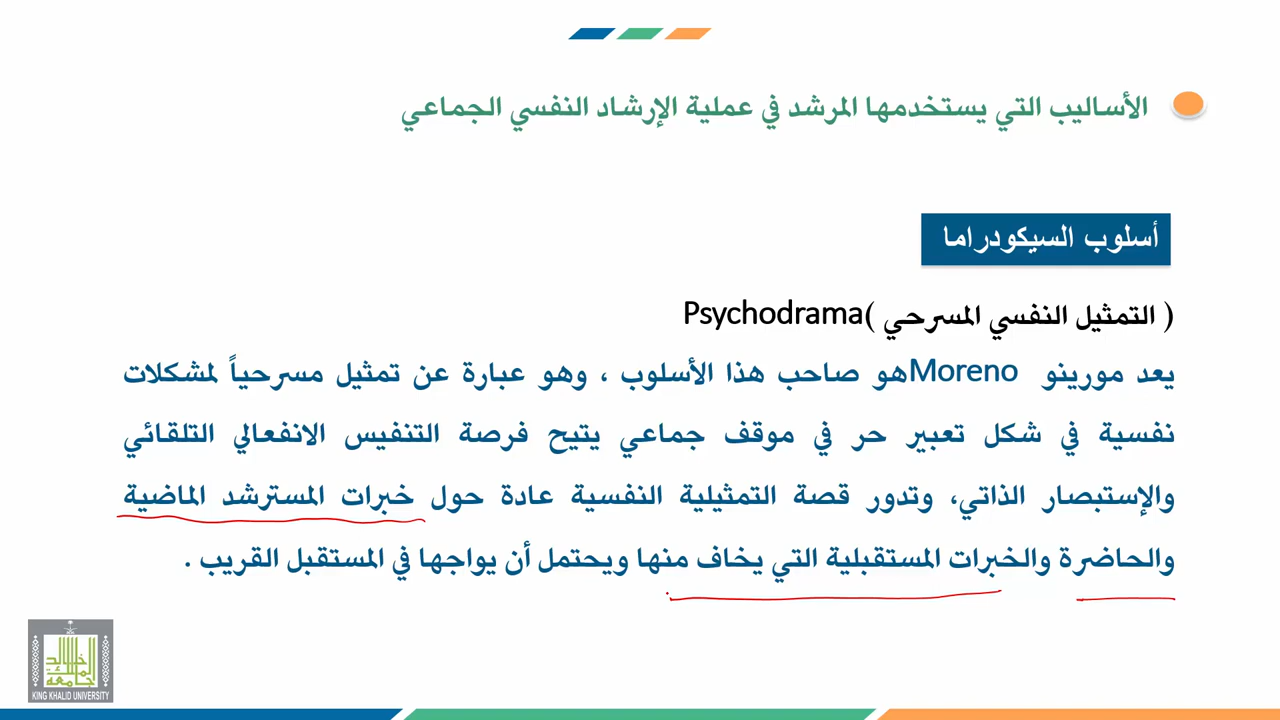 الأساليب التي يستخدمها المرشد في عملية الإرشاد النفسي الجماعي
أسلوب السيكودراما
( التمثيل النفسي المسرحي )Psychodrama
يعد مورينو Morenoهو صاحب هذا الأسلوب ، وهو عبارة عن تمثيل مسرحياً لمشكلات
نفسية في شكل تعبير حر في موقف جماعي يتيح فرصة التنفيس الانفعالي التلقائي
والإستبصار الذاتي، وتدور قصة التمثيلية النفسية عادة حول خبرات المسترشد الماضية
والحاضرة والخبرات المستقبلية التي يخاف منها ويحتمل أن يواجها في المستقبل القريب .
جامعة الملك خالد
KING KHALID UNIVERSITY